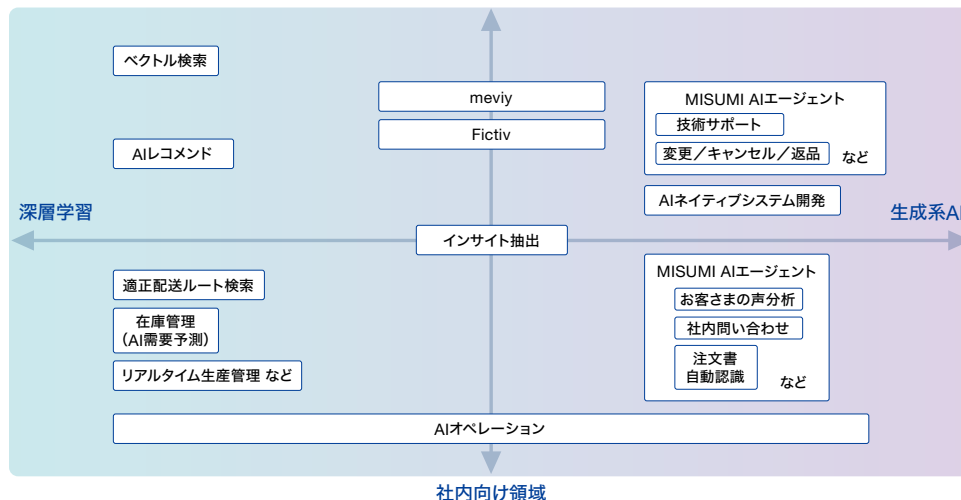 ベクトル検索
meviy
MISUMI AIエージェント
技術サポート
Fictiv
変更／キャンセル／返品
など
AIレコメンド
AIネイティブシステム開発
深層学習
生成系AI
インサイト抽出
適正配送ルート検索
MISUMI AIエージェント
お客さまの声分析
在庫管理
（AI需要予測）
社内問い合わせ
注文書
自動認識
など
リアルタイム生産管理 など
AIオペレーション
社内向け領域